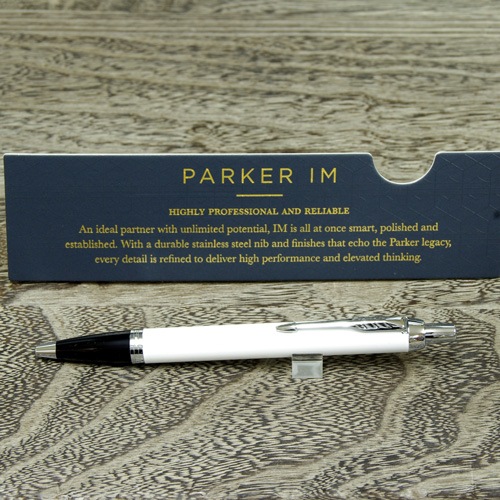 PARKER IM
HIGHLY PROFESSIONAL AND RELIABLE
An ideal partner with unlimited potential, IM is all at once smart, polished and
established. With a durable stainless steel nib and finishes that echo the Parker legacy,
every detail is refined to deliver high performance and elevated thinking.